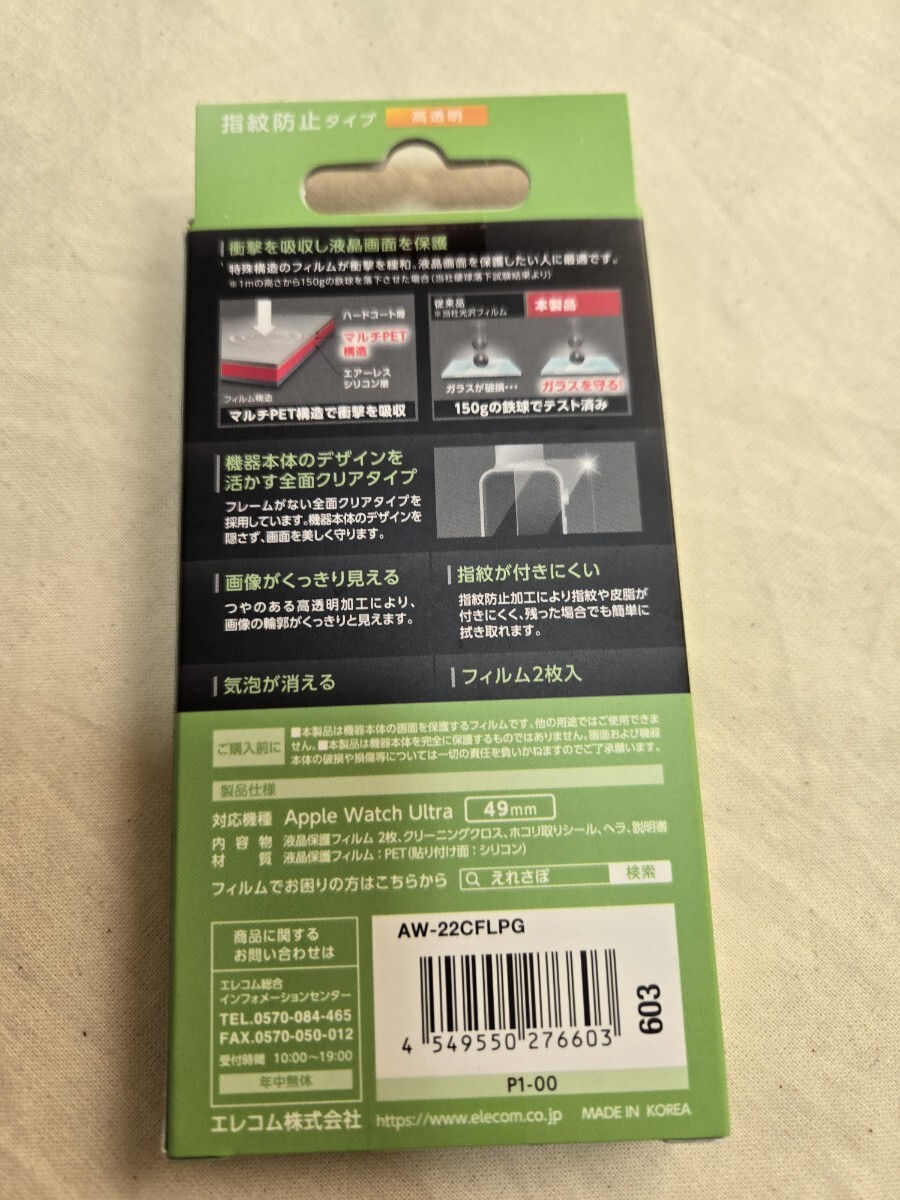 指紋防止タイプ 高透明
衝撃を吸収し液晶画面を保護
特殊構造のフィルムが衝撃を緩和。液晶画面を保護したい人に最適です。
※1mの高さから150gの鉄球を落下させた場合(当社硬球落下試験結果より)
ハードコート層
マルチPET
構造
エアーレス
シリコン層
フィルム構造
マルチPET構造で衝撃を吸収
従来品
※当社光沢フィルム
本製品
ガラスが破損…
ガラスを守る!
150gの鉄球でテスト済み
機器本体のデザインを
活かす全面クリアタイプ
フレームがない全面クリアタイプを
採用しています。機器本体のデザインを
隠さず、画面を美しく守ります。
画像がくっきり見える
つやのある高透明加工により、
画像の輪郭がくっきりと見えます。
指紋が付きにくい
指紋防止加工により指紋や皮脂が
付きにくく、残った場合でも簡単に
拭き取れます。
気泡が消える
フィルム2枚入
ご購入前に
■本製品は機器本体の画面を保護するフィルムです。他の用途ではご使用できま
せん。■本製品は機器本体を完全に保護するものではありません。画面および機器
本体の破損や損傷等については一切の責任を負いかねますのでご了承願います。
製品仕様
対応機種 Apple Watch Ultra 49mm
内容物 液晶保護フィルム 2枚、クリーニングクロス、ホコリ取りシール、ヘラ、説明書
材質 液晶保護フィルム:PET(貼り付け面:シリコン)
フィルムでお困りの方はこちらから えれさぽ 検索
商品に関する
お問い合わせは
エレコム総合
インフォメーションセンター
TEL.0570-084-465
FAX.0570-050-012
受付時間 10:00～19:00
年中無休
AW-22CFLPG
603
4 549550 276603
P1-00
エレコム株式会社 https://www.elecom.co.jp MADE IN KOREA